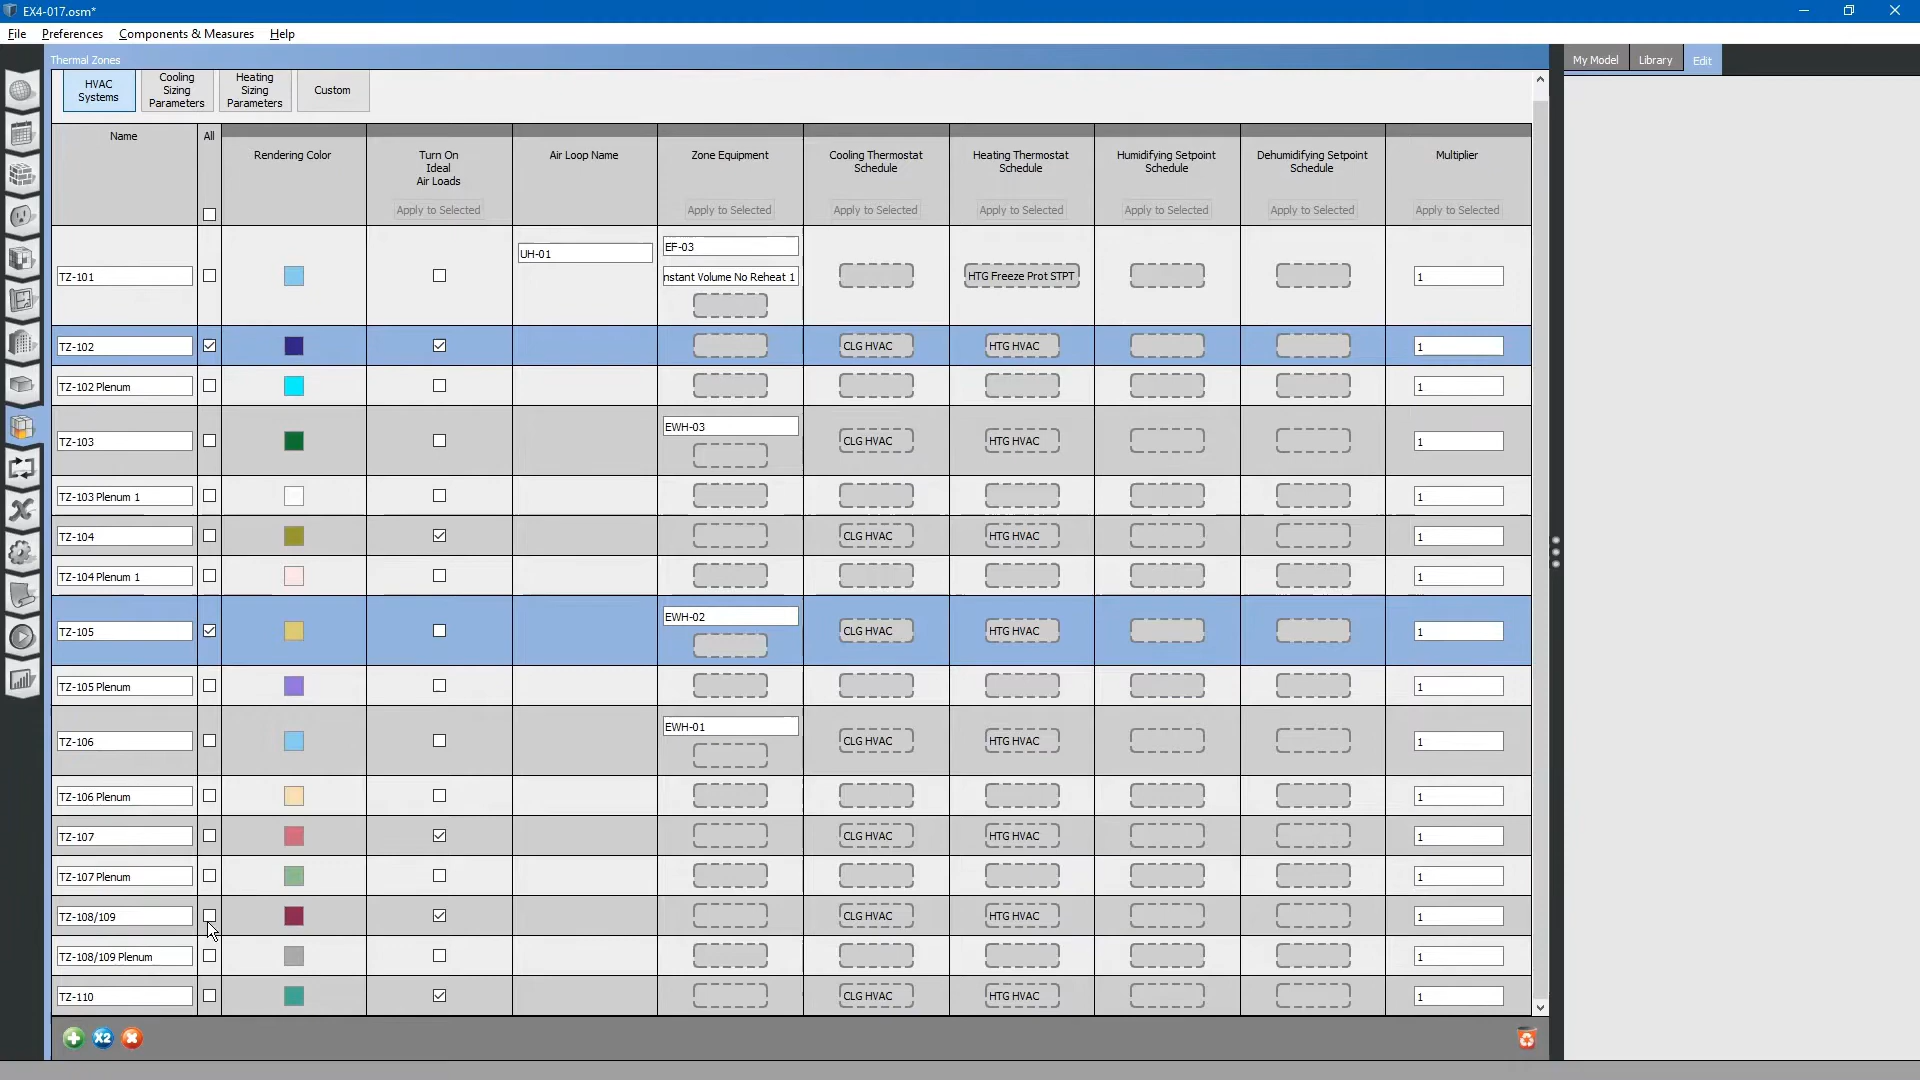 EX4-017.osm*
File Preferences Components & Measures Help
Thermal Zones
My Model Library Edit
HVAC
Systems
Cooling
Sizing
Parameters
Heating
Sizing
Parameters
Custom
Name
All
Rendering Color
Turn On
Ideal
Air Loads
Apply to Selected
Air Loop Name
Zone Equipment
Apply to Selected
Cooling Thermostat
Schedule
Apply to Selected
Heating Thermostat
Schedule
Apply to Selected
Humidifying Setpoint
Schedule
Apply to Selected
Dehumidifying Setpoint
Schedule
Apply to Selected
Multiplier
Apply to Selected
TZ-101
UH-01
EF-03
nstant Volume No Reheat 1
HTG Freeze Prot STPT
1
TZ-102 CLG HVAC HTG HVAC 1
TZ-102 Plenum 1
TZ-103 EWH-03 CLG HVAC HTG HVAC 1
TZ-103 Plenum 1 1
TZ-104 CLG HVAC HTG HVAC 1
TZ-104 Plenum 1 1
TZ-105 EWH-02 CLG HVAC HTG HVAC 1
TZ-105 Plenum 1
TZ-106 EWH-01 CLG HVAC HTG HVAC 1
TZ-106 Plenum 1
TZ-107 CLG HVAC HTG HVAC 1
TZ-107 Plenum 1
TZ-108/109 CLG HVAC HTG HVAC 1
TZ-108/109 Plenum 1
TZ-110 CLG HVAC HTG HVAC 1
X2